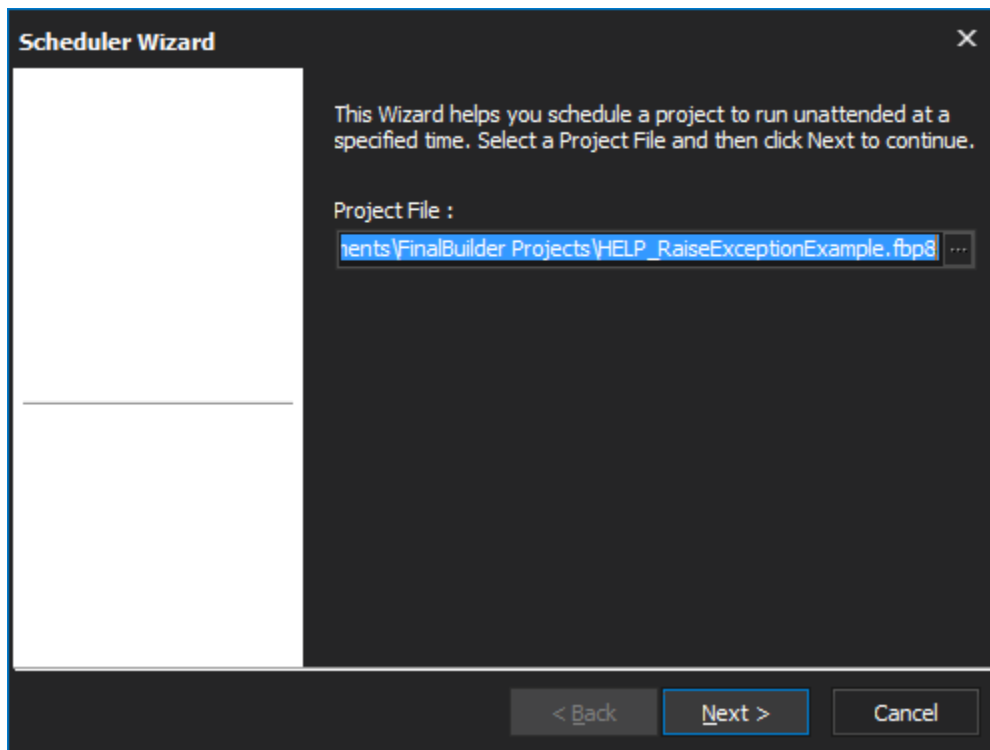 Scheduler Wizard
This Wizard helps you schedule a project to run unattended at a
specified time. Select a Project File and then click Next to continue.
Project File :
\FinalBuilder Projects\HELP_RaiseExceptionExample.fbp8 ...
< Back Next > Cancel